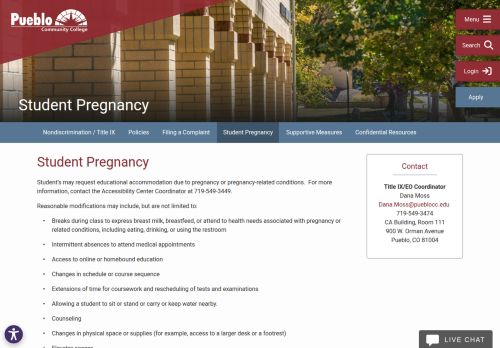 Pueblo
Community College
Menu
Search
Login
Apply
Student Pregnancy
Nondiscrimination / Title IX
Policies
Filing a Complaint
Student Pregnancy
Supportive Measures
Confidential Resources
Student Pregnancy
Student's may request educational accommodation due to pregnancy or pregnancy-related conditions. For more
information, contact the Accessibility Center Coordinator at 719-549-3449.
Reasonable modifications may include, but are not limited to:
• Breaks during class to express breast milk, breastfeed, or attend to health needs associated with pregnancy or
related conditions, including eating, drinking, or using the restroom
• Intermittent absences to attend medical appointments
• Access to online or homebound education
• Changes in schedule or course sequence
• Extensions of time for coursework and rescheduling of tests and examinations
• Allowing a student to sit or stand or carry or keep water nearby.
• Counseling
• Changes in physical space or supplies (for example, access to a larger desk or a footrest)
Contact
Title IX/EO Coordinator
Dana Moss
Dana.Moss@pueblocc.edu
719-549-3474
CA Building, Room 111
900 W. Orman Avenue
Pueblo, CO 81004
LIVE CHAT